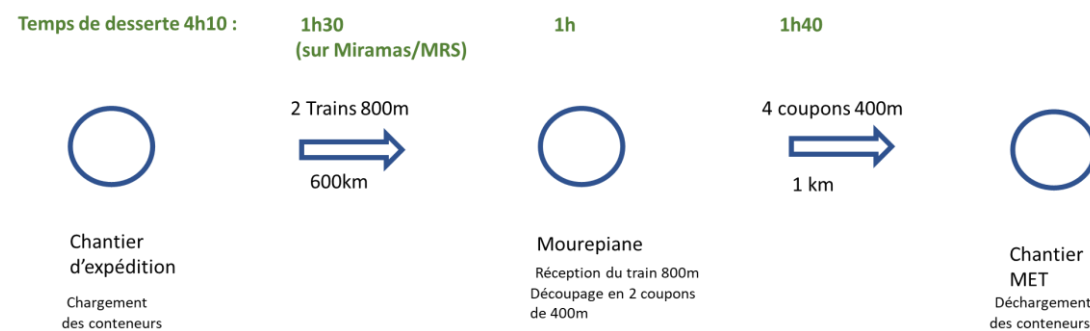 Temps de desserte 4h10 :
1h30
(sur Miramas/MRS)
1h
1h40
2 Trains 800m
600km
4 coupons 400m
1 km
Chantier
d'expédition
Chargement
des conteneurs
Mourepiane
Réception du train 800m
Découpage en 2 coupons
de 400m
Chantier
MET
Déchargement
des conteneurs